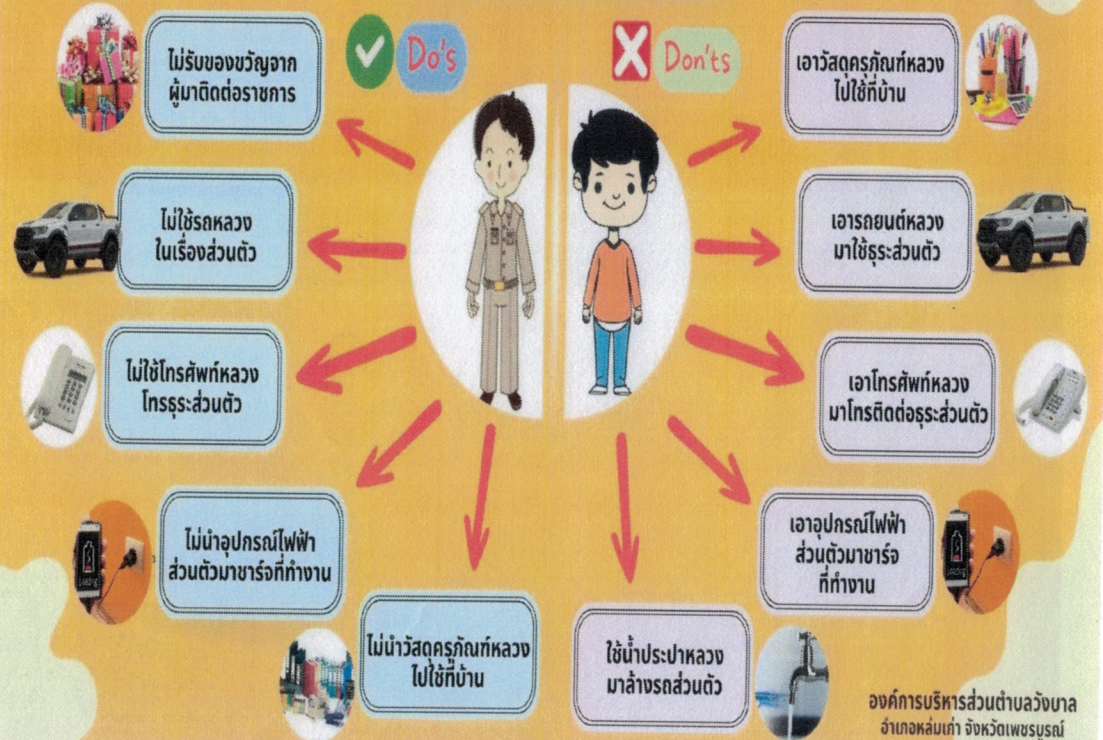 Do's
ไม่รับของขวัญจาก
ผู้มาติดต่อราชการ
ไม่ใช้รถหลวง
ในเรื่องส่วนตัว
ไม่ใช้โทรศัพท์หลวง
โทรธุระส่วนตัว
ไม่นำอุปกรณ์ไฟฟ้า
ส่วนตัวมาชาร์จที่ทำงาน
ไม่นำวัสดุครุภัณฑ์หลวง
ไปใช้ที่บ้าน
Don'ts
เอาวัสดุครุภัณฑ์หลวง
ไปใช้ที่บ้าน
เอารถยนต์หลวง
มาใช้ธุระส่วนตัว
เอาโทรศัพท์หลวง
มาโทรติดต่อธุระส่วนตัว
เอาอุปกรณ์ไฟฟ้า
ส่วนตัวมาชาร์จ
ที่ทำงาน
ใช้น้ำประปาหลวง
มาล้างรถส่วนตัว
องค์การบริหารส่วนตำบลวังบาล
อำเภอหล่มเก่า จังหวัดเพชรบูรณ์